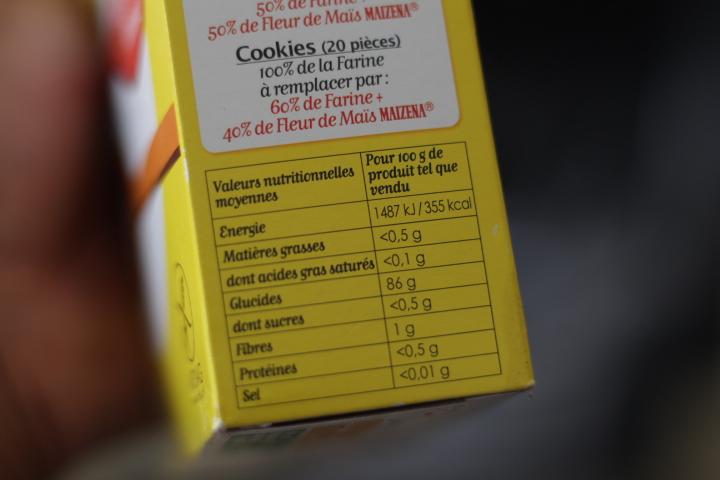 50% de Farine +
50% de Fleur de Maïs MAIZENA®
Cookies (20 pièces)
100% de la Farine
à remplacer par :
60% de Farine +
40% de Fleur de Maïs MAIZENA®
Valeurs nutritionnelles moyennes Pour 100 g de produit tel que vendu
Energie 1487 kJ / 355 kcal
Matières grasses <0,5 g
dont acides gras saturés <0,1 g
Glucides 86 g
dont sucres <0,5 g
Fibres 1 g
Protéines <0,5 g
Sel <0,01 g